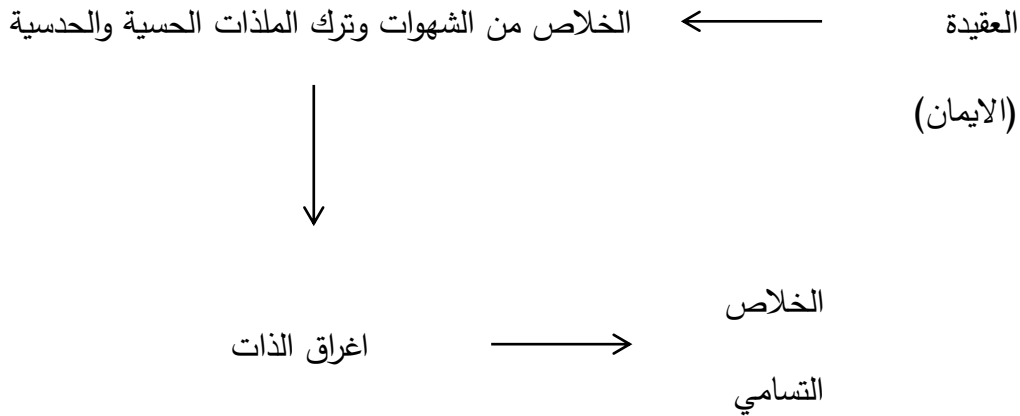 العقيدة
(الايمان)
الخلاص من الشهوات وترك الملذات الحسية والحدسية
اغراق الذات
الخلاص
التسامي